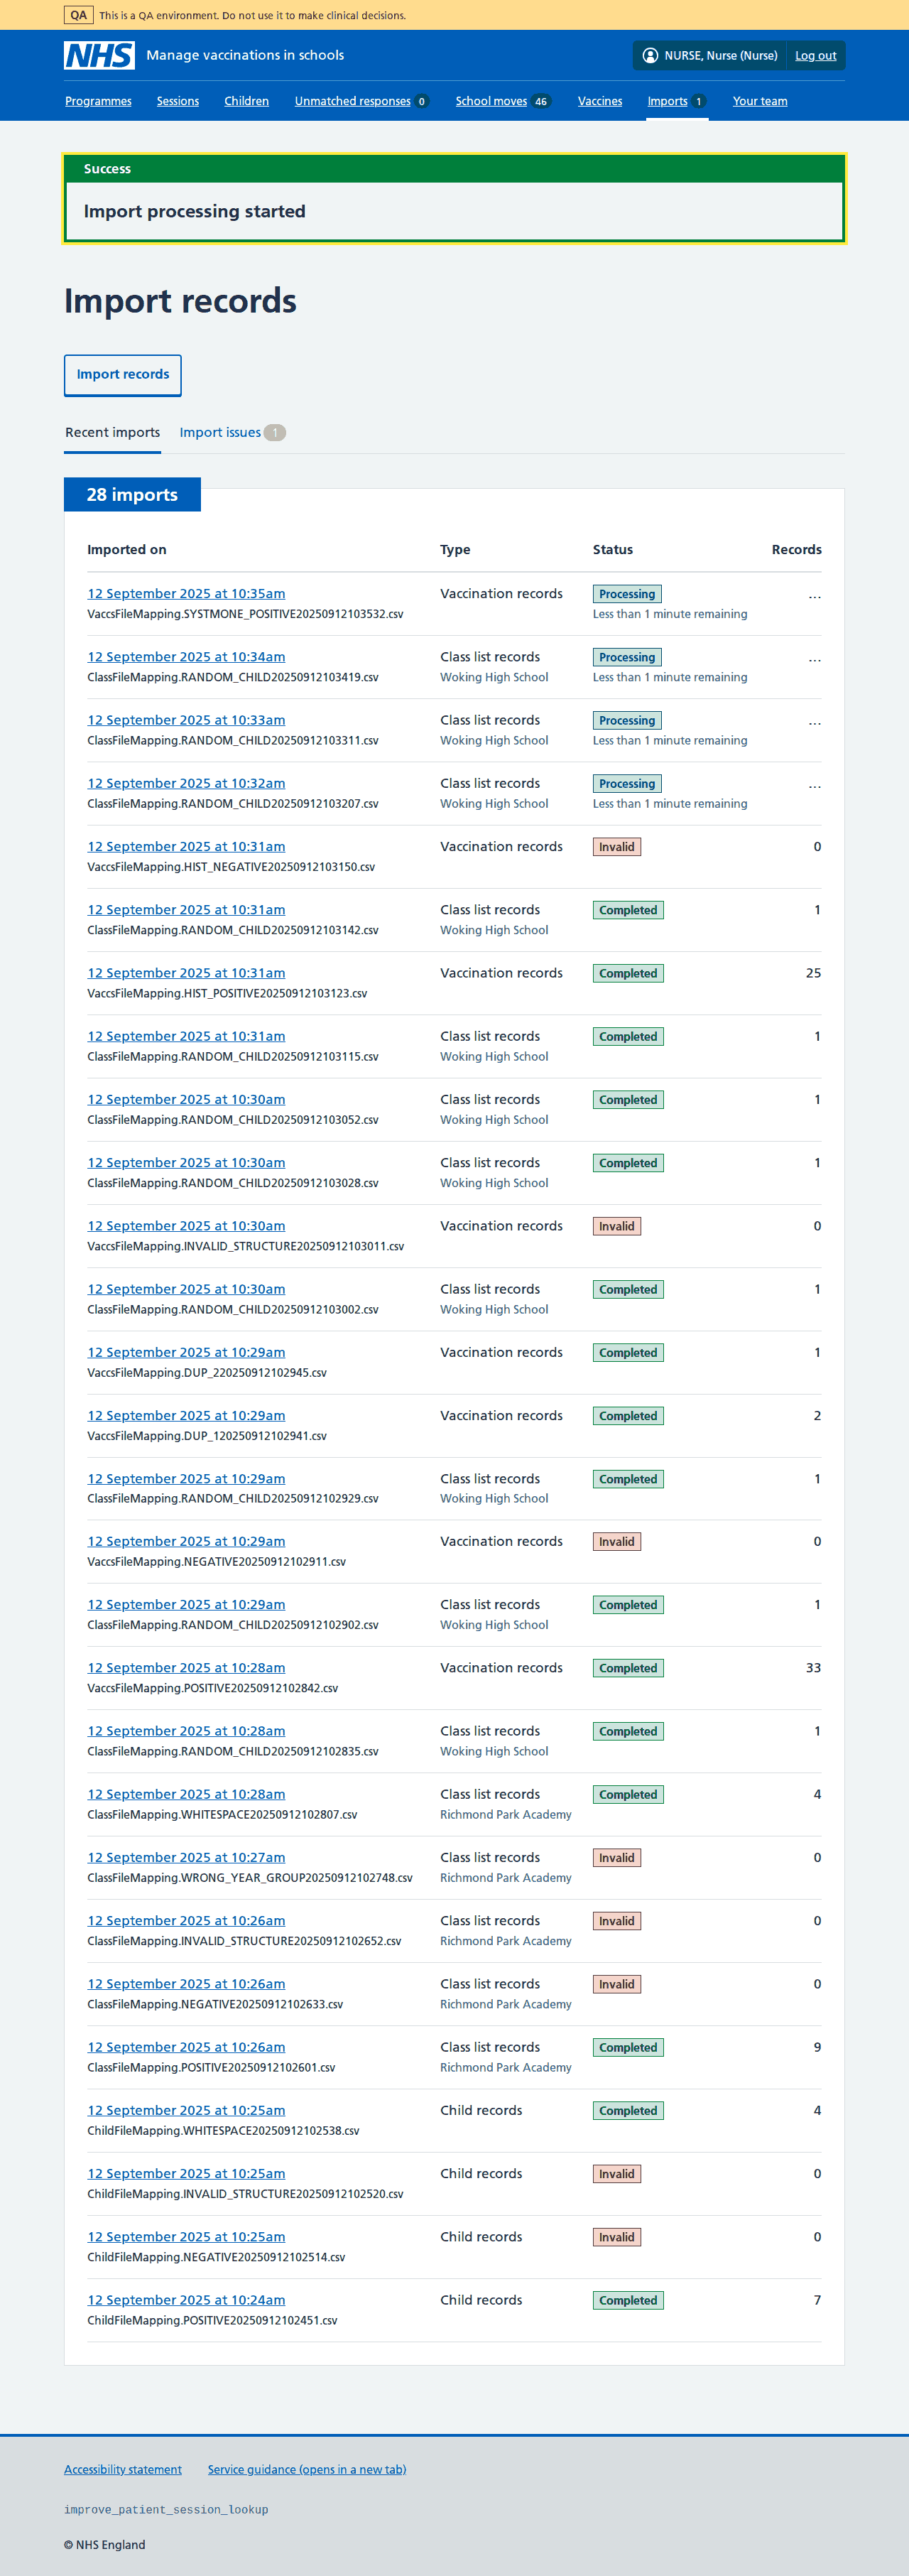 QA This is a QA environment. Do not use it to make clinical decisions.
NHS Manage vaccinations in schools NURSE, Nurse (Nurse) Log out
Programmes Sessions Children Unmatched responses 0 School moves 46 Vaccines Imports 1 Your team
Success
Import processing started
Import records
Import records
Recent imports Import issues 1
28 imports
Imported on Type Status Records
12 September 2025 at 10:35am Vaccination records Processing ...
VaccsFileMapping.SYSTMONE_POSITIVE20250912103532.csv Less than 1 minute remaining
12 September 2025 at 10:34am Class list records Processing ...
ClassFileMapping.RANDOM_CHILD20250912103419.csv Woking High School Less than 1 minute remaining
12 September 2025 at 10:33am Class list records Processing ...
ClassFileMapping.RANDOM_CHILD20250912103311.csv Woking High School Less than 1 minute remaining
12 September 2025 at 10:32am Class list records Processing ...
ClassFileMapping.RANDOM_CHILD20250912103207.csv Woking High School Less than 1 minute remaining
12 September 2025 at 10:31am Vaccination records Invalid 0
VaccsFileMapping.HIST_NEGATIVE20250912103150.csv
12 September 2025 at 10:31am Class list records Completed 1
ClassFileMapping.RANDOM_CHILD20250912103142.csv Woking High School
12 September 2025 at 10:31am Vaccination records Completed 25
VaccsFileMapping.HIST_POSITIVE20250912103123.csv
12 September 2025 at 10:31am Class list records Completed 1
ClassFileMapping.RANDOM_CHILD20250912103115.csv Woking High School
12 September 2025 at 10:30am Class list records Completed 1
ClassFileMapping.RANDOM_CHILD20250912103052.csv Woking High School
12 September 2025 at 10:30am Class list records Completed 1
ClassFileMapping.RANDOM_CHILD20250912103028.csv Woking High School
12 September 2025 at 10:30am Vaccination records Invalid 0
VaccsFileMapping.INVALID_STRUCTURE20250912103011.csv
12 September 2025 at 10:30am Class list records Completed 1
ClassFileMapping.RANDOM_CHILD20250912103002.csv Woking High School
12 September 2025 at 10:29am Vaccination records Completed 1
VaccsFileMapping.DUP_220250912102945.csv
12 September 2025 at 10:29am Vaccination records Completed 2
VaccsFileMapping.DUP_120250912102941.csv
12 September 2025 at 10:29am Class list records Completed 1
ClassFileMapping.RANDOM_CHILD20250912102929.csv Woking High School
12 September 2025 at 10:29am Vaccination records Invalid 0
VaccsFileMapping.NEGATIVE20250912102911.csv
12 September 2025 at 10:29am Class list records Completed 1
ClassFileMapping.RANDOM_CHILD20250912102902.csv Woking High School
12 September 2025 at 10:28am Vaccination records Completed 33
VaccsFileMapping.POSITIVE20250912102842.csv
12 September 2025 at 10:28am Class list records Completed 1
ClassFileMapping.RANDOM_CHILD20250912102835.csv Woking High School
12 September 2025 at 10:28am Class list records Completed 4
ClassFileMapping.WHITESPACE20250912102807.csv Richmond Park Academy
12 September 2025 at 10:27am Class list records Invalid 0
ClassFileMapping.WRONG_YEAR_GROUP20250912102748.csv Richmond Park Academy
12 September 2025 at 10:26am Class list records Invalid 0
ClassFileMapping.INVALID_STRUCTURE20250912102652.csv Richmond Park Academy
12 September 2025 at 10:26am Class list records Invalid 0
ClassFileMapping.NEGATIVE20250912102633.csv Richmond Park Academy
12 September 2025 at 10:26am Class list records Completed 9
ClassFileMapping.POSITIVE20250912102601.csv Richmond Park Academy
12 September 2025 at 10:25am Child records Completed 4
ChildFileMapping.WHITESPACE20250912102538.csv
12 September 2025 at 10:25am Child records Invalid 0
ChildFileMapping.INVALID_STRUCTURE20250912102520.csv
12 September 2025 at 10:25am Child records Invalid 0
ChildFileMapping.NEGATIVE20250912102514.csv
12 September 2025 at 10:24am Child records Completed 7
ChildFileMapping.POSITIVE20250912102451.csv
Accessibility statement Service guidance (opens in a new tab)
improve_patient_session_lookup
© NHS England